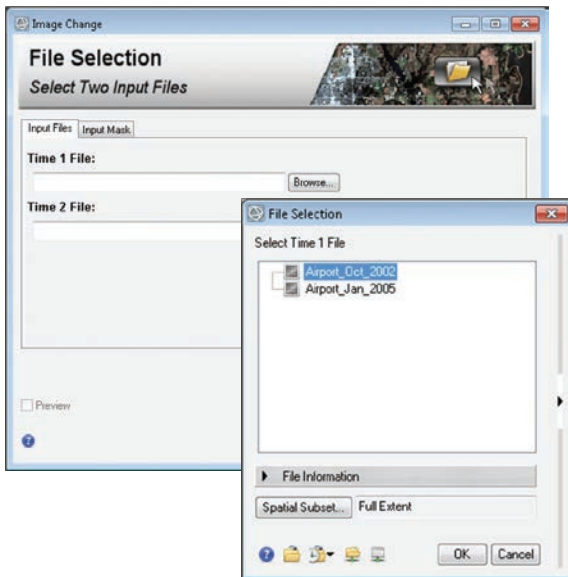 Image Change
File Selection
Select Two Input Files
Input Files Input Mask
Time 1 File:
Browse...
Time 2 File:
Preview
File Selection
Select Time 1 File
Airport_Oct_2002
Airport_Jan_2005
File Information
Spatial Subset... Full Extent
OK Cancel